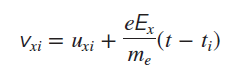 v_{xi} = u_{xi} + \frac{eE_x}{m_e}(t − t_i)